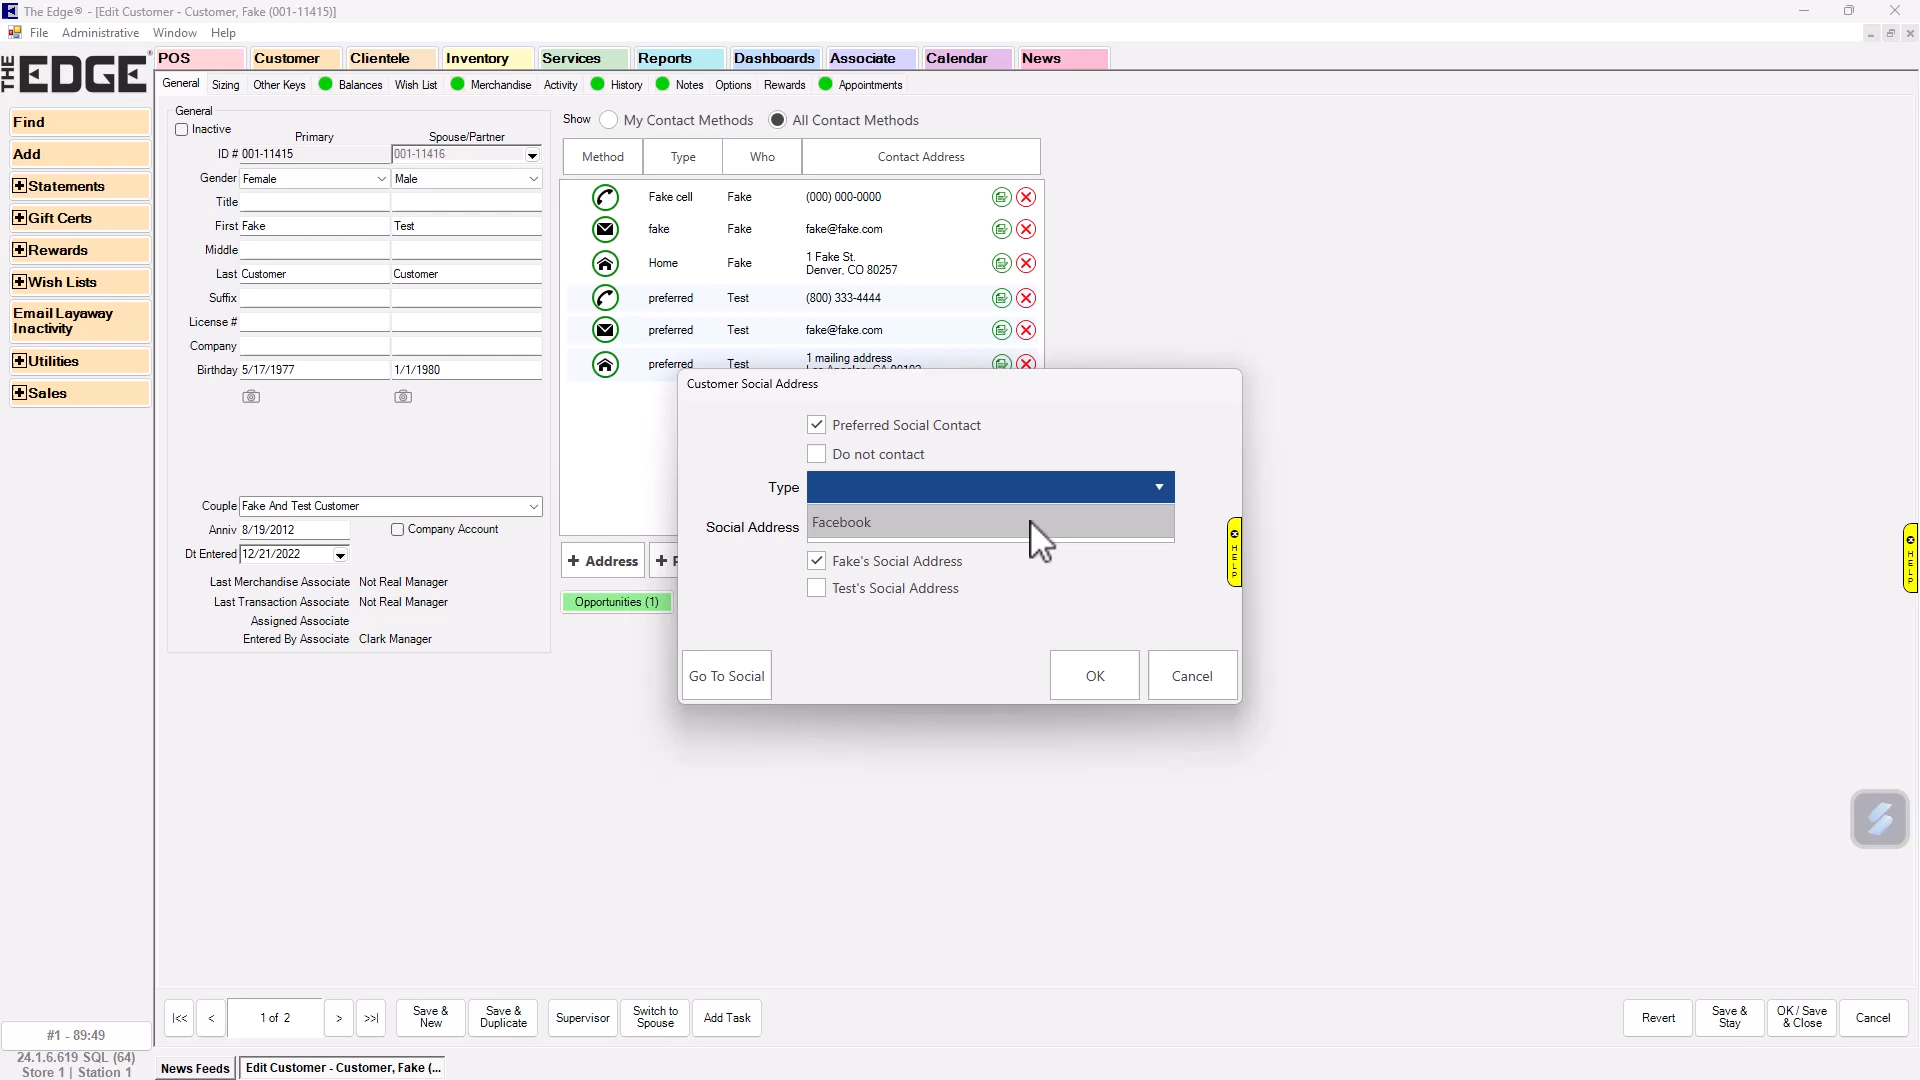 The Edge® - [Edit Customer - Customer, Fake (001-11415)]
File Administrative Window Help
THE EDGE®
POS Customer Clientele Inventory Services Reports Dashboards Associate Calendar News
General Sizing Other Keys Balances Wish List Merchandise Activity History Notes Options Rewards Appointments
Find
Add
Statements
Gift Certs
Rewards
Wish Lists
Email Layaway
Inactivity
Utilities
Sales
General
Inactive
Primary Spouse/Partner
ID # 001-11415 001-11416
Gender Female Male
Title
First Fake Test
Middle
Last Customer Customer
Suffix
License #
Company
Birthday 5/17/1977 1/1/1980
Couple Fake And Test Customer
Anniv 8/19/2012 Company Account
Dt Entered 12/21/2022
Last Merchandise Associate Not Real Manager
Last Transaction Associate Not Real Manager
Assigned Associate
Entered By Associate Clark Manager
Show My Contact Methods All Contact Methods
Method Type Who Contact Address
Fake cell Fake (000) 000-0000
fake Fake fake@fake.com
Home Fake 1 Fake St.
Denver, CO 80257
preferred Test (800) 333-4444
preferred Test fake@fake.com
preferred Test 1 mailing address
+ Address + P
Opportunities (1)
Customer Social Address
Preferred Social Contact
Do not contact
Type
Social Address Facebook
Fake's Social Address
Test's Social Address
Go To Social OK Cancel
HELP
HELP
|<< < 1 of 2 > >>| Save & New Save & Duplicate Supervisor Switch to Spouse Add Task Revert Save & Stay OK / Save & Close Cancel
#1 - 89:49
24.1.6.619 SQL (64)
Store 1 | Station 1
News Feeds Edit Customer - Customer, Fake (...